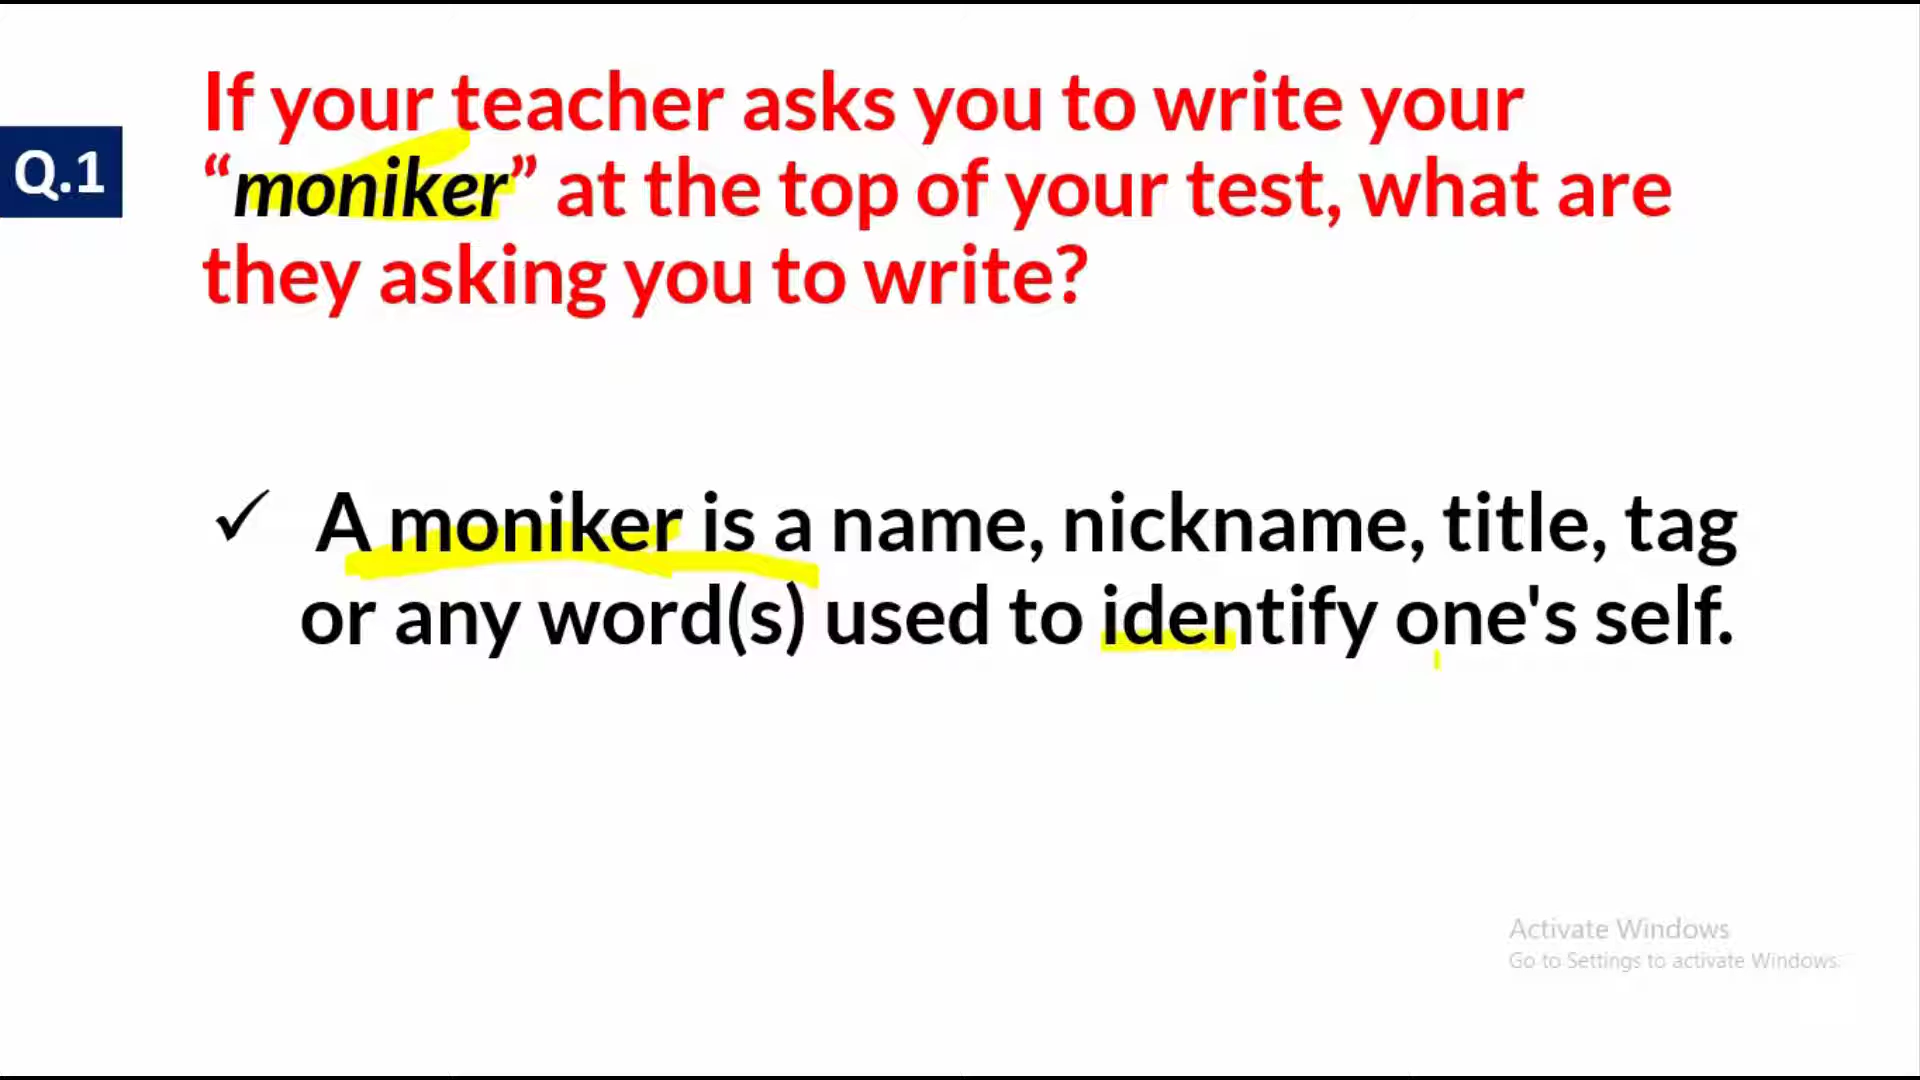 If your teacher asks you to write your
Q.1
“moniker” at the top of your test, what are
they asking you to write?
✓ A moniker is a name, nickname, title, tag
or any word(s) used to identify one's self.
Activate Windows
Go to Settings to activate Windows.